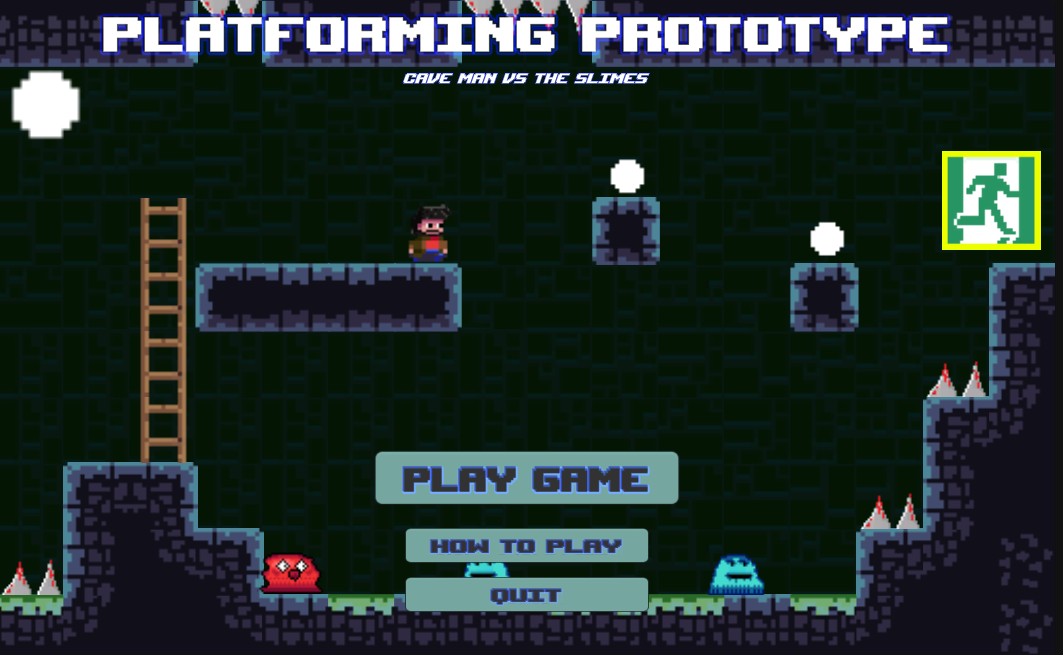 PLATFORMING PROTOTYPE
CAVE MAN VS THE SLIMES
PLAY GAME
HOW TO PLAY
QUIT